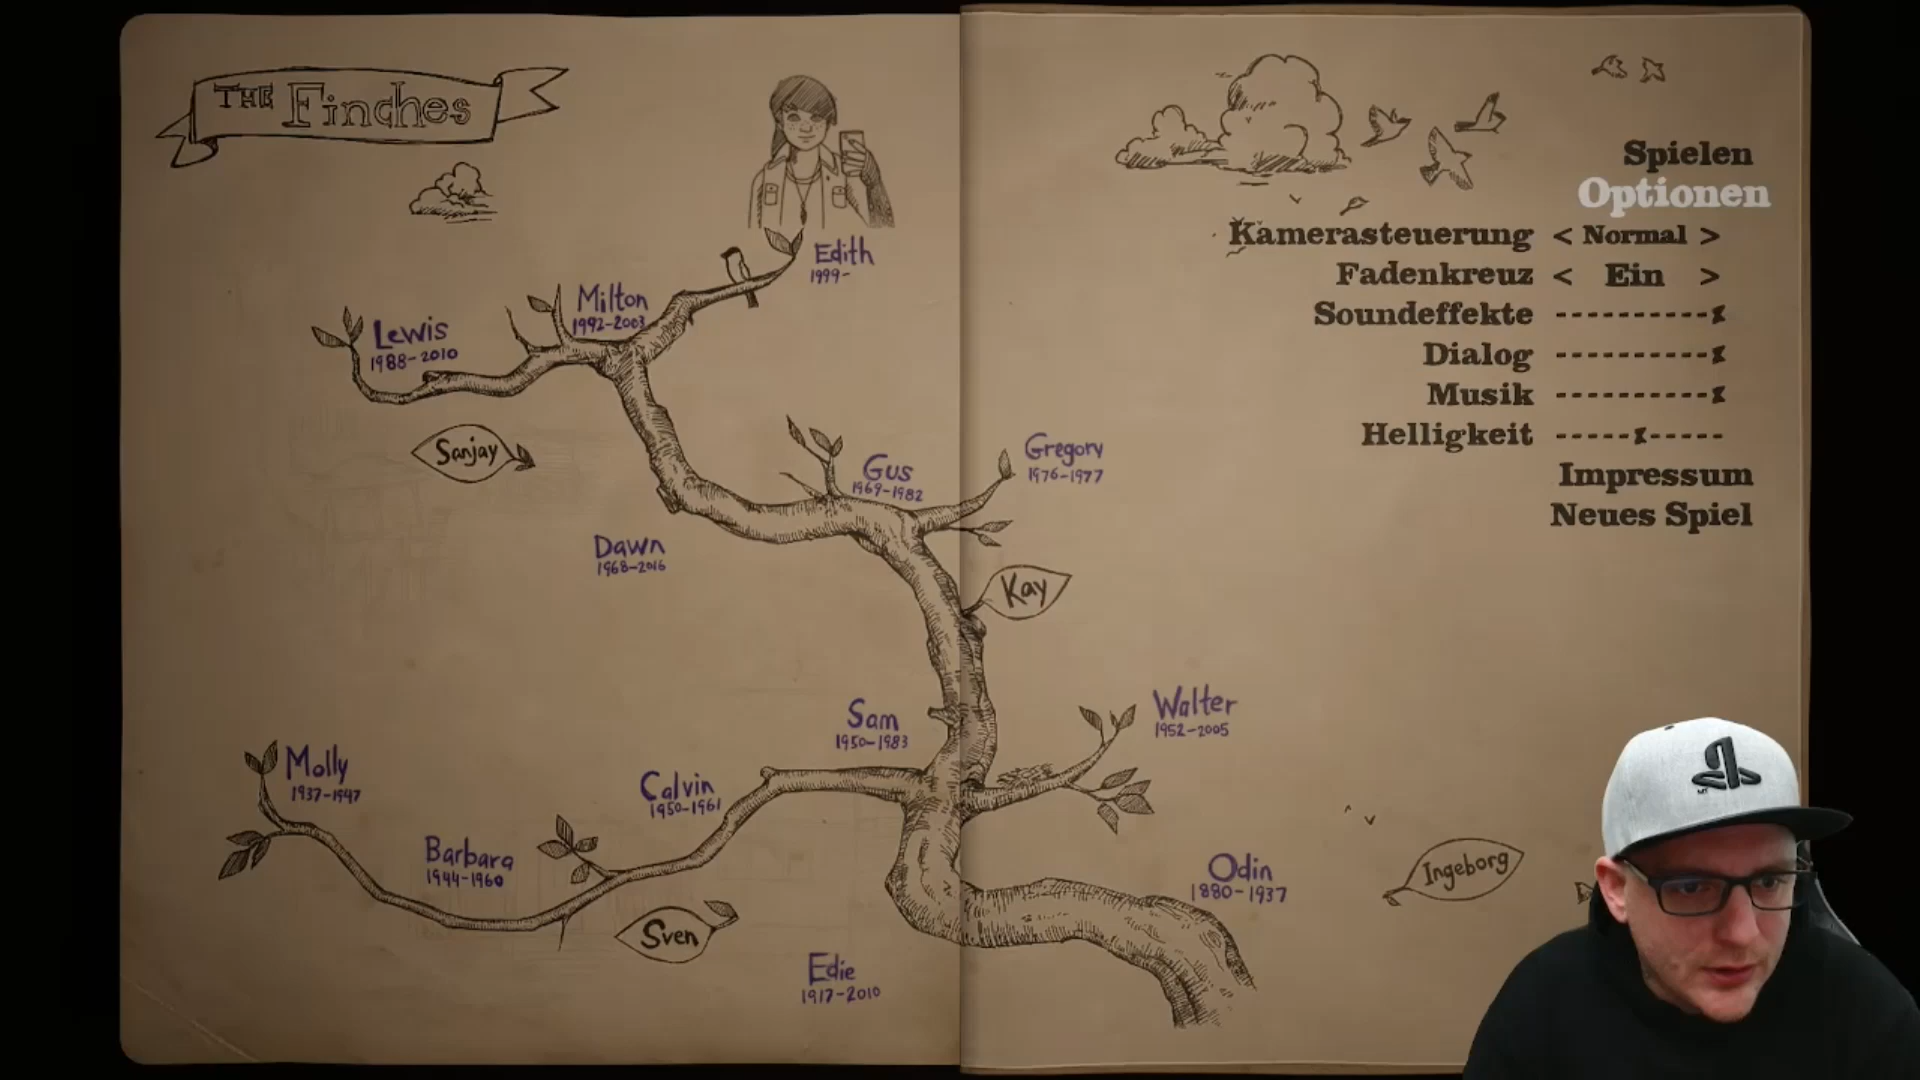 THE Finches
Edith
1999-
Milton
1992-2003
Lewis
1988-2010
Sanjay
Gregory
1976-1977
Gus
1969-1982
Dawn
1968-2016
Kay
Sam
1950-1983
Walter
1952-2005
Molly
1937-1947
Calvin
1950-1961
Barbara
1944-1960
Sven
Odin
1880-1937
Ingeborg
Edie
1917-2010
Spielen
Optionen
Kamerasteuerung < Normal >
Fadenkreuz < Ein >
Soundeffekte
Dialog
Musik
Helligkeit
Impressum
Neues Spiel